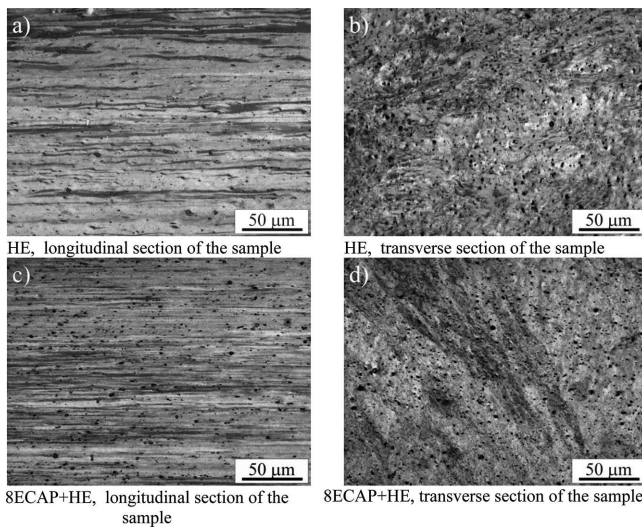 a)
b)
50 µm
50 µm
HE, longitudinal section of the sample
HE, transverse section of the sample
c)
d)
50 µm
50 µm
8ECAP+HE, longitudinal section of the
sample
8ECAP+HE, transverse section of the sample